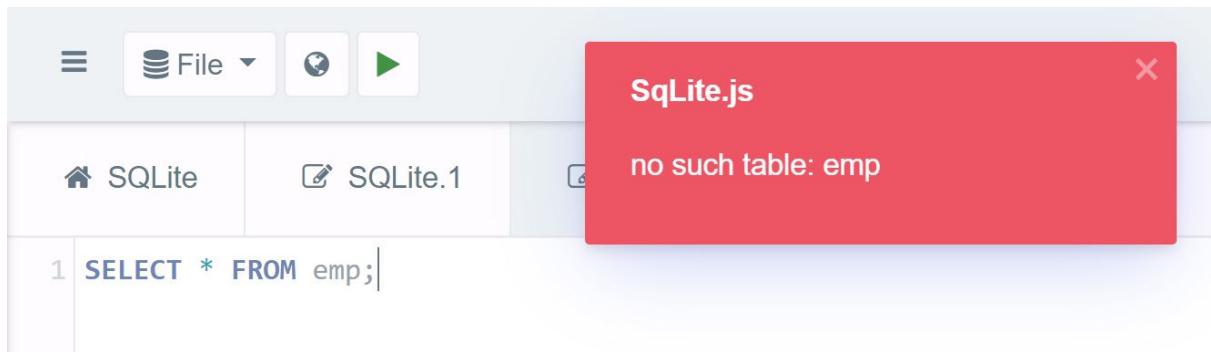 File
SqLite.js
no such table: emp
SQLite
SQLite.1
1 SELECT * FROM emp;